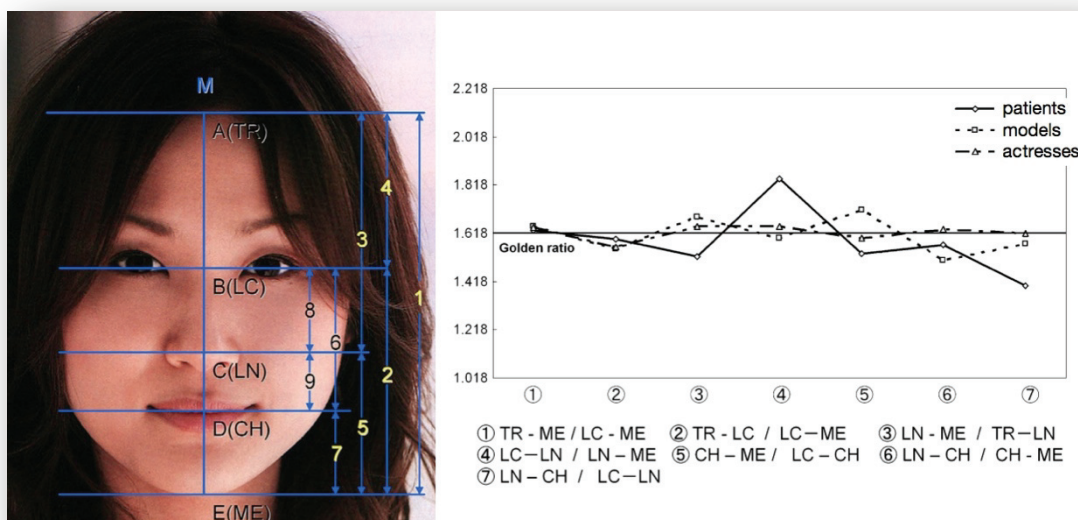 M
A(TR)
4
3
B(LC)
1
8
6
C(LN)
2
9
D(CH)
5
7
E(ME)
2.218
2.018
1.818
1.618
1.418
1.218
1.018
patients
models
actresses
Golden ratio
① ② ③ ④ ⑤ ⑥ ⑦
① TR - ME / LC - ME ② TR - LC / LC – ME ③ LN - ME / TR – LN
④ LC – LN / LN – ME ⑤ CH – ME / LC – CH ⑥ LN – CH / CH - ME
⑦ LN – CH / LC – LN